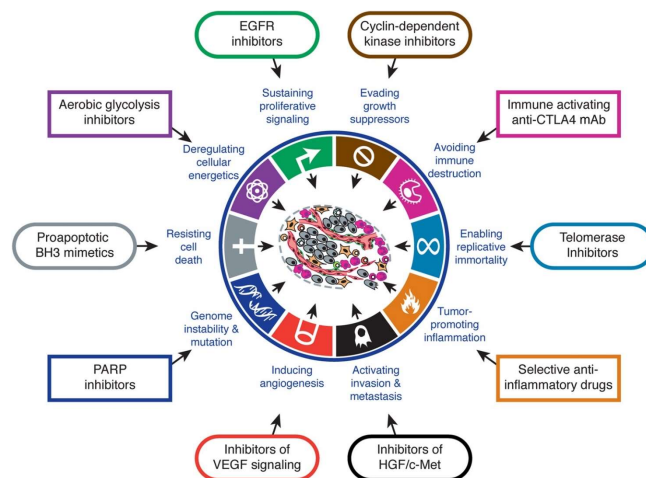 EGFR
inhibitors
Cyclin-dependent
kinase inhibitors
Sustaining
proliferative
signaling
Evading
growth
suppressors
Aerobic glycolysis
inhibitors
Immune activating
anti-CTLA4 mAb
Deregulating
cellular
energetics
Avoiding
immune
destruction
Proapoptotic
BH3 mimetics
Resisting
cell
death
Enabling
replicative
immortality
Telomerase
Inhibitors
Genome
instability &
mutation
Tumor-
promoting
inflammation
PARP
inhibitors
Inducing
angiogenesis
Activating
invasion &
metastasis
Selective anti-
inflammatory drugs
Inhibitors of
VEGF signaling
Inhibitors of
HGF/c-Met